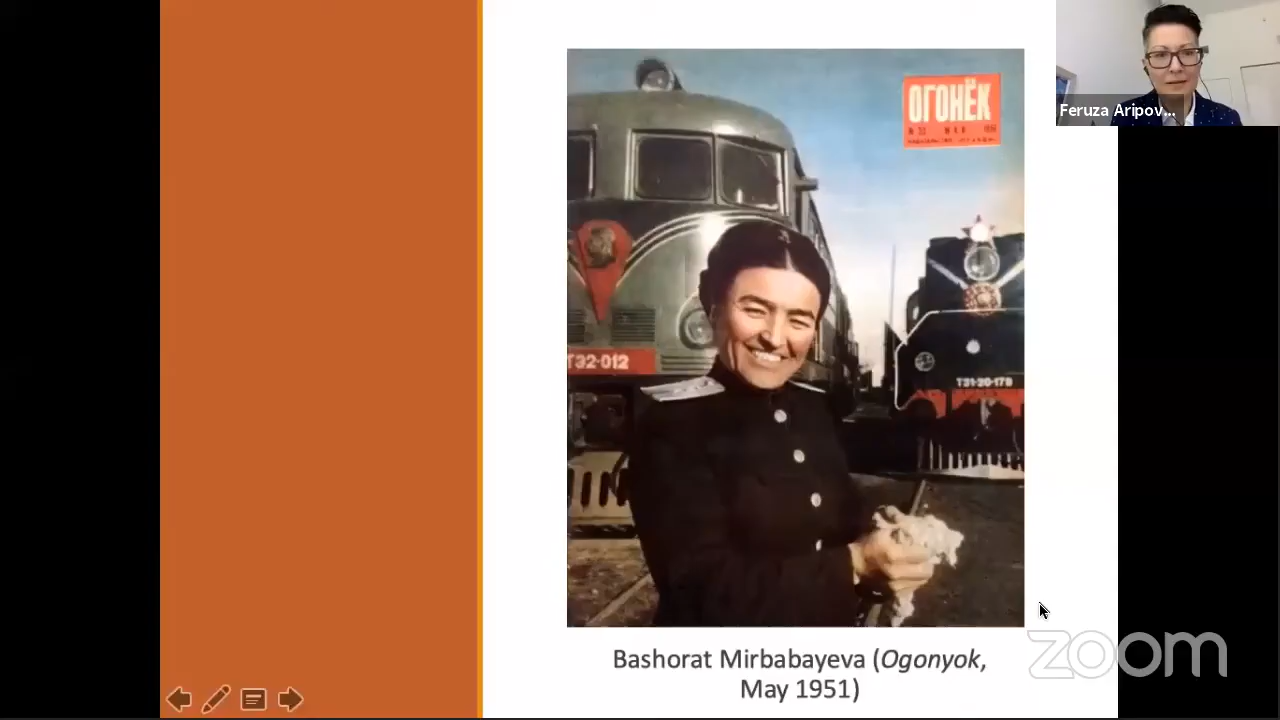 Feruza Aripov...
ОГОНЁК
ТЭ2-012
ТЭ1-20-179
Bashorat Mirbabayeva (Ogonyok,
May 1951)
zoom